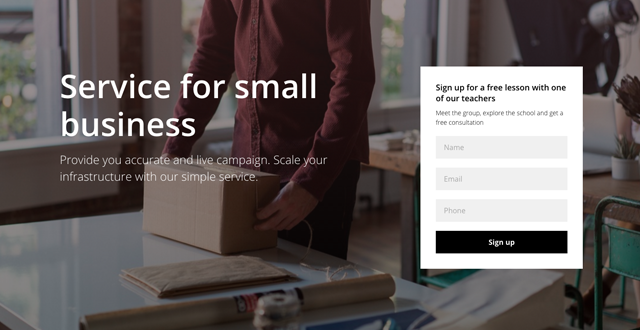 Service for small
business
Provide you accurate and live campaign. Scale your
infrastructure with our simple service.
Sign up for a free lesson with one
of our teachers
Meet the group, explore the school and get a
free consultation
Name
Email
Phone
Sign up